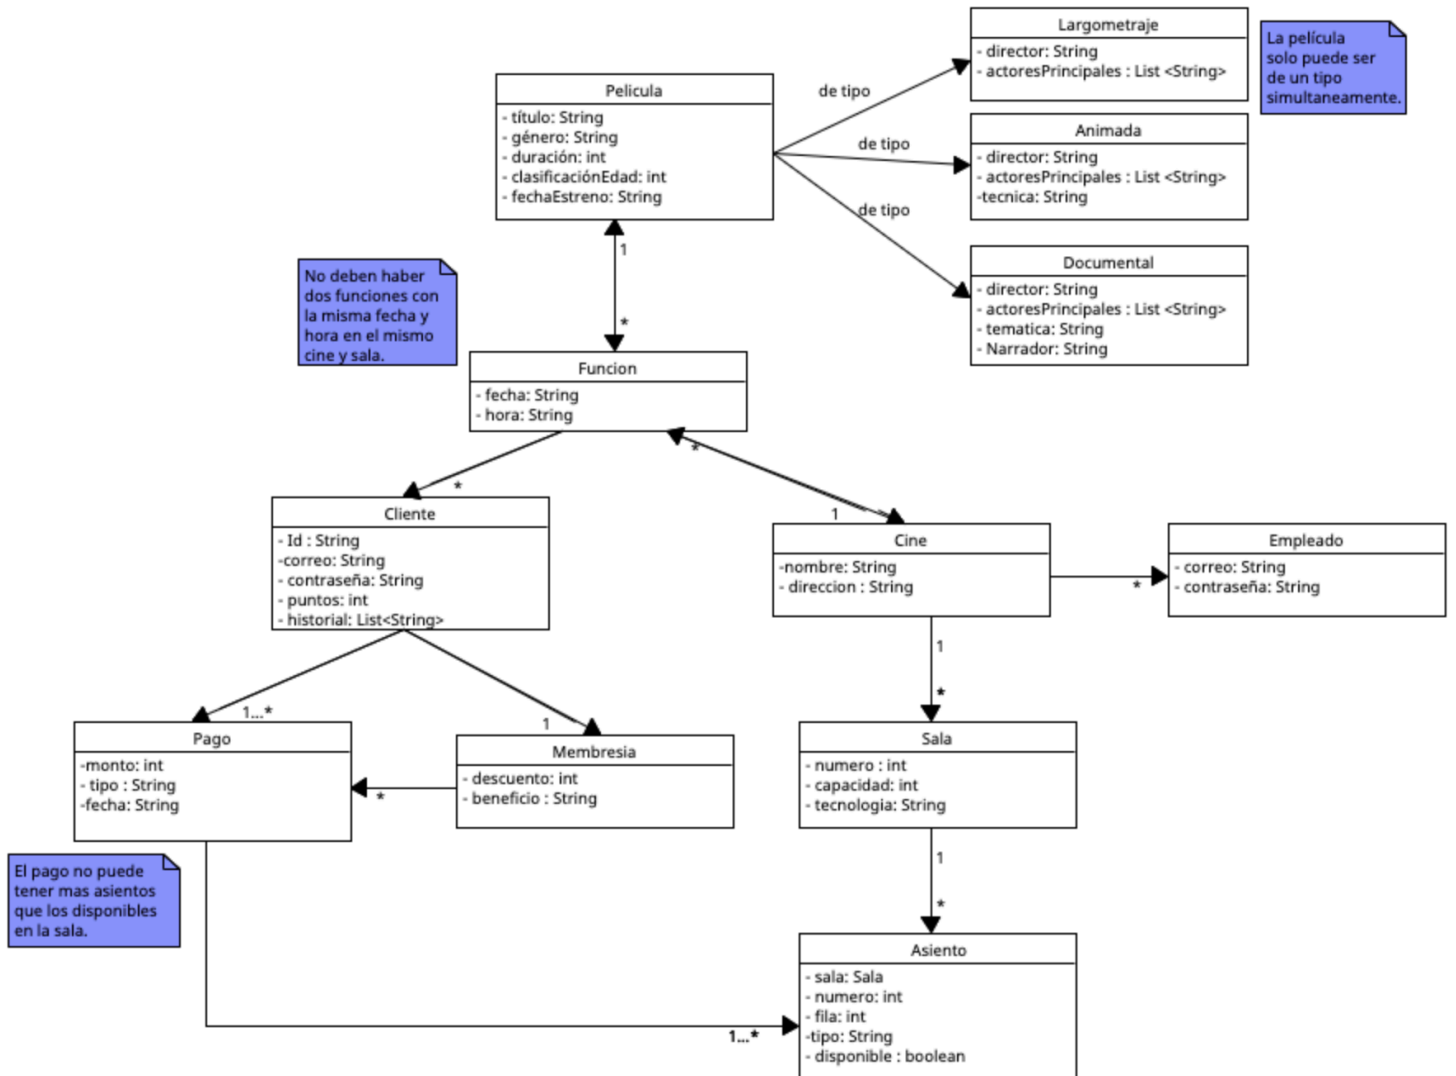 Largometraje
- director: String
- actoresPrincipales : List <String>
La película
solo puede ser
de un tipo
simultaneamente.
Pelicula
- título: String
- género: String
- duración: int
- clasificaciónEdad: int
- fechaEstreno: String
de tipo
de tipo
de tipo
Animada
- director: String
- actoresPrincipales : List <String>
-tecnica: String
Documental
- director: String
- actoresPrincipales : List <String>
- tematica: String
- Narrador: String
1
*
No deben haber
dos funciones con
la misma fecha y
hora en el mismo
cine y sala.
Funcion
- fecha: String
- hora: String
*
*
1
Cliente
- Id : String
-correo: String
- contraseña: String
- puntos: int
- historial: List<String>
Cine
-nombre: String
- direccion : String
*
Empleado
- correo: String
- contraseña: String
1...*
1
1
*
Pago
-monto: int
- tipo : String
-fecha: String
*
Membresia
- descuento: int
- beneficio : String
Sala
- numero : int
- capacidad: int
- tecnologia: String
1
*
El pago no puede
tener mas asientos
que los disponibles
en la sala.
1...*
Asiento
- sala: Sala
- numero: int
- fila: int
-tipo: String
- disponible : boolean